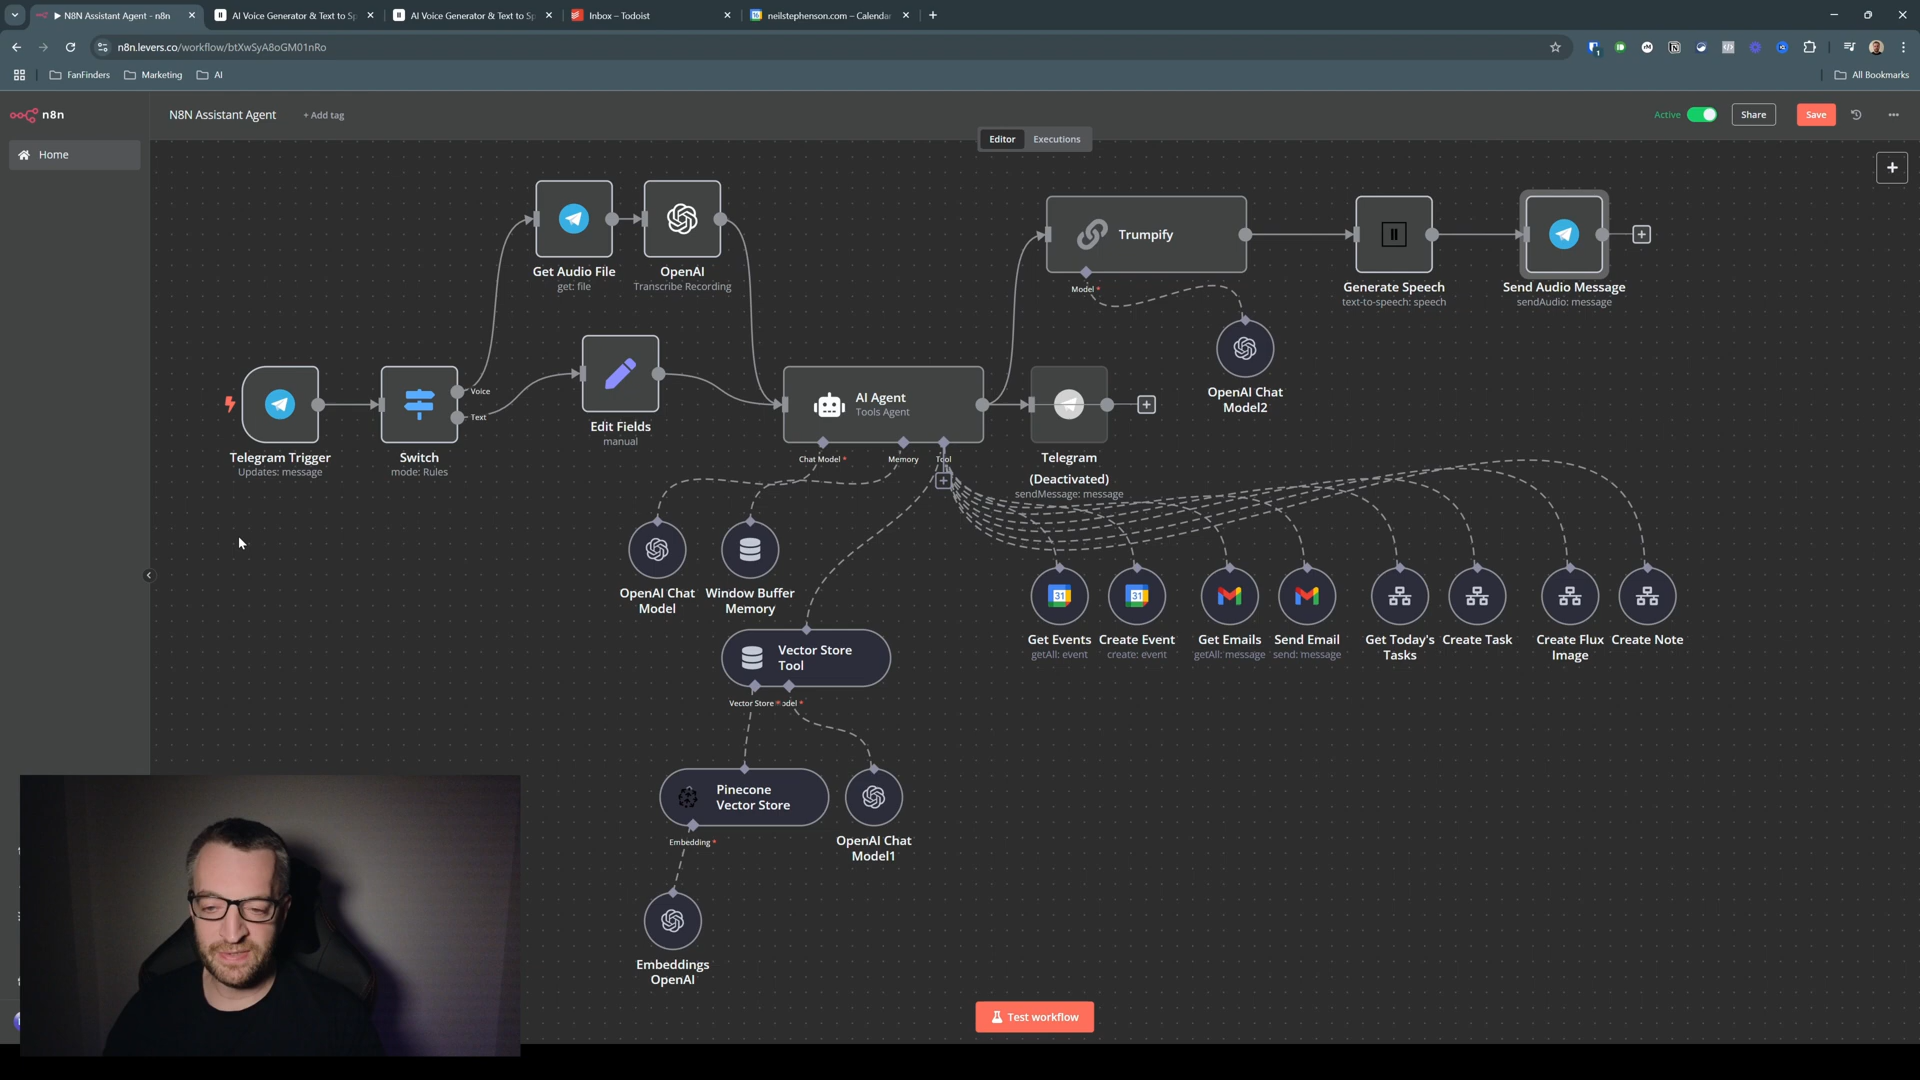 N8N Assistant Agent - n8n
AI Voice Generator & Text to Sp
AI Voice Generator & Text to Sp
Inbox – Todoist
neilstephenson.com – Calenda
n8n.levers.co/workflow/btXwSyA8oGM01nRo
FanFinders
Marketing
AI
All Bookmarks
n8n
N8N Assistant Agent
+ Add tag
Active
Share
Save
Editor
Executions
Home
Get Audio File
get: file
OpenAI
Transcribe Recording
Trumpify
Model *
Generate Speech
text-to-speech: speech
Send Audio Message
sendAudio: message
OpenAI Chat
Model2
Telegram Trigger
Updates: message
Switch
mode: Rules
Voice
Text
Edit Fields
manual
AI Agent
Tools Agent
Chat Model *
Memory
Tool
Telegram
(Deactivated)
sendMessage: message
OpenAI Chat
Model
Window Buffer
Memory
Get Events
getAll: event
Create Event
create: event
Get Emails
getAll: message
Send Email
send: message
Get Today's
Tasks
Create Task
Create Flux
Image
Create Note
31
31
Vector Store
Tool
Vector Store *
odel *
Pinecone
Vector Store
Embedding *
OpenAI Chat
Model1
Embeddings
OpenAI
Test workflow